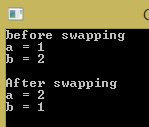 before swapping
a = 1
b = 2
After swapping
a = 2
b = 1